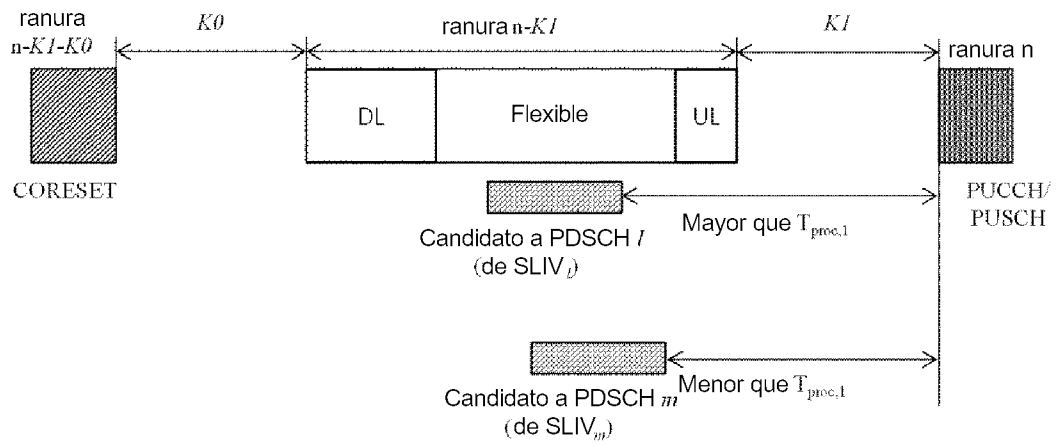 ranura
n-K1-K0
K0
ranura n-K1
K1
ranura n
DL
Flexible
UL
CORESET
PUCCH/
PUSCH
Mayor que T_proc,1
Candidato a PDSCH l
(de SLIV_l)
Menor que T_proc,1
Candidato a PDSCH m
(de SLIV_m)